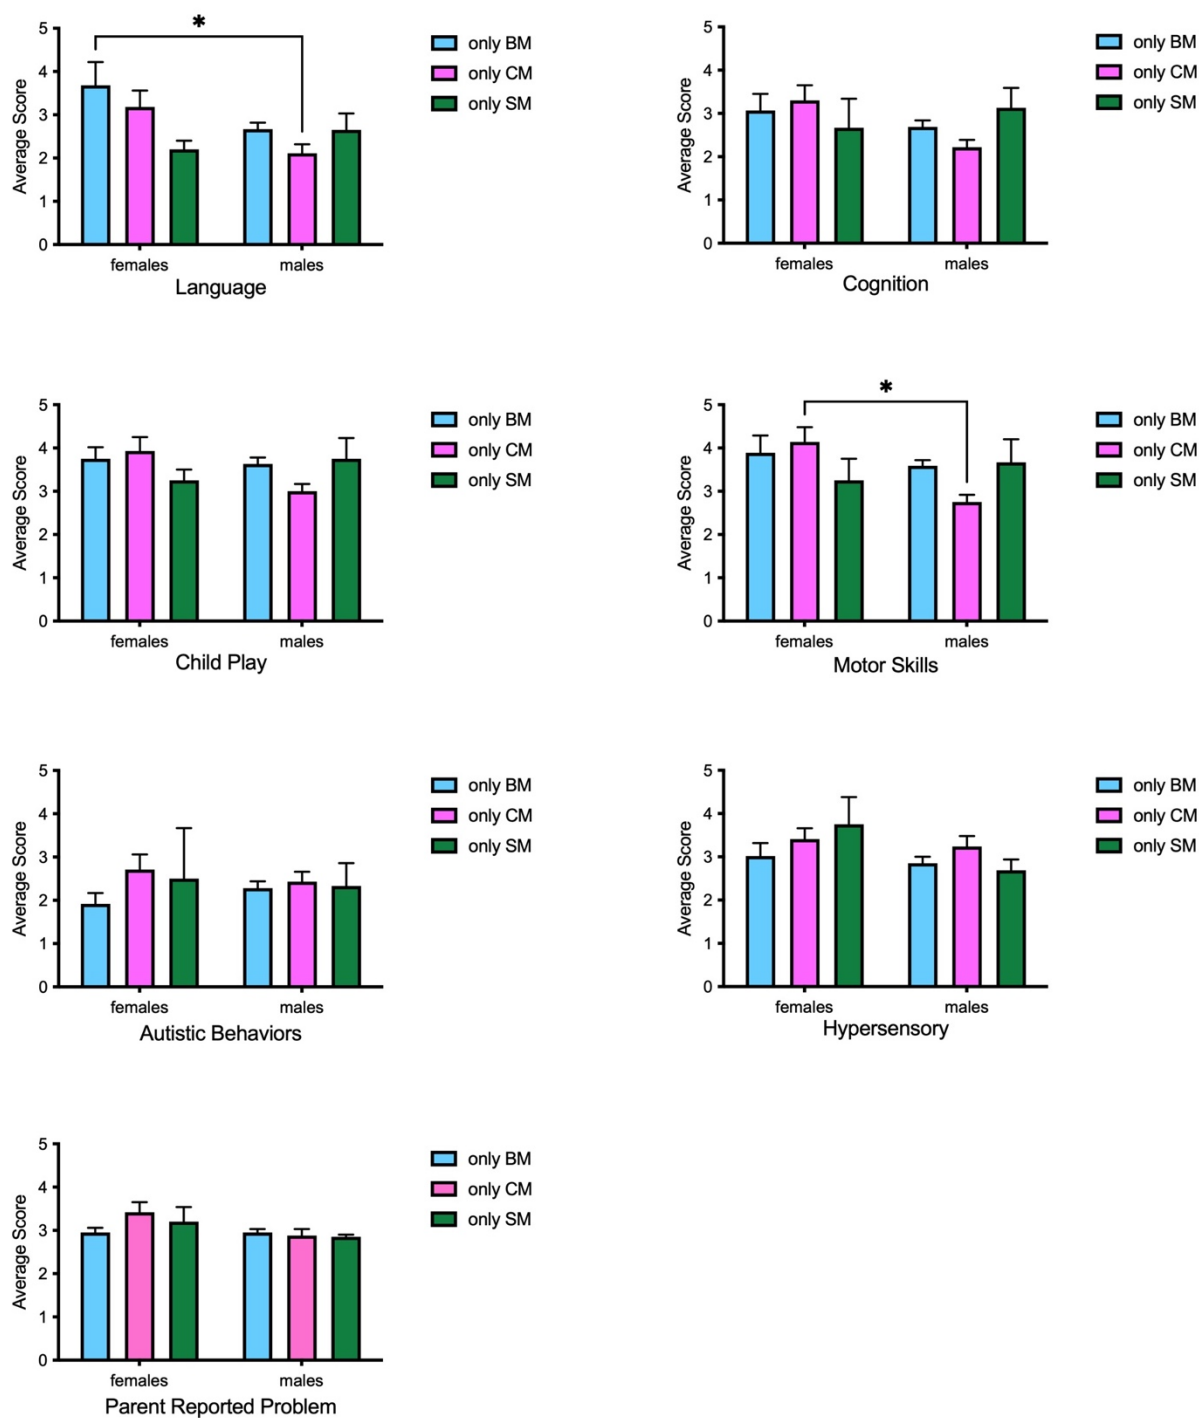 *
5
4
3
2
1
0
Average Score
females
males
Language
only BM
only CM
only SM
5
4
3
2
1
0
Average Score
females
males
Cognition
only BM
only CM
only SM
5
4
3
2
1
0
Average Score
females
males
Child Play
only BM
only CM
only SM
*
5
4
3
2
1
0
Average Score
females
males
Motor Skills
only BM
only CM
only SM
5
4
3
2
1
0
Average Score
females
males
Autistic Behaviors
only BM
only CM
only SM
5
4
3
2
1
0
Average Score
females
males
Hypersensory
only BM
only CM
only SM
5
4
3
2
1
0
Average Score
females
males
Parent Reported Problem
only BM
only CM
only SM